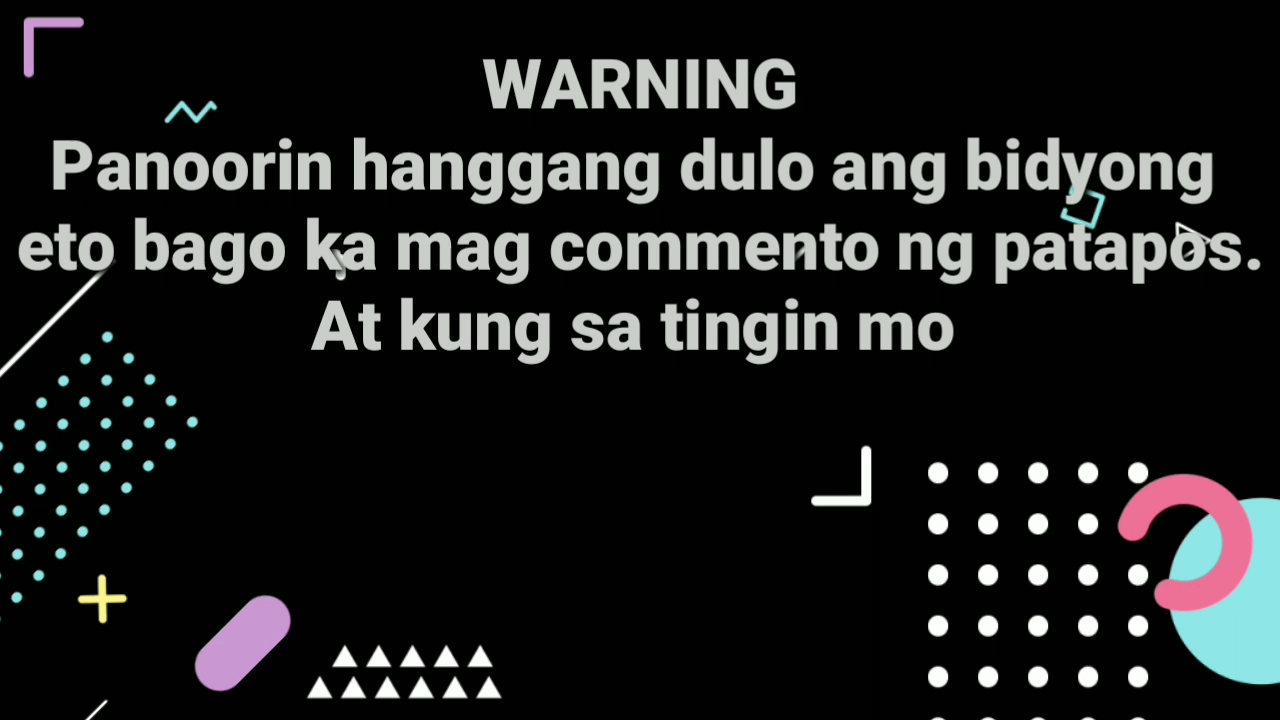 WARNING
Panoorin hanggang dulo ang bidyong
eto bago ka mag commento ng patapos.
At kung sa tingin mo